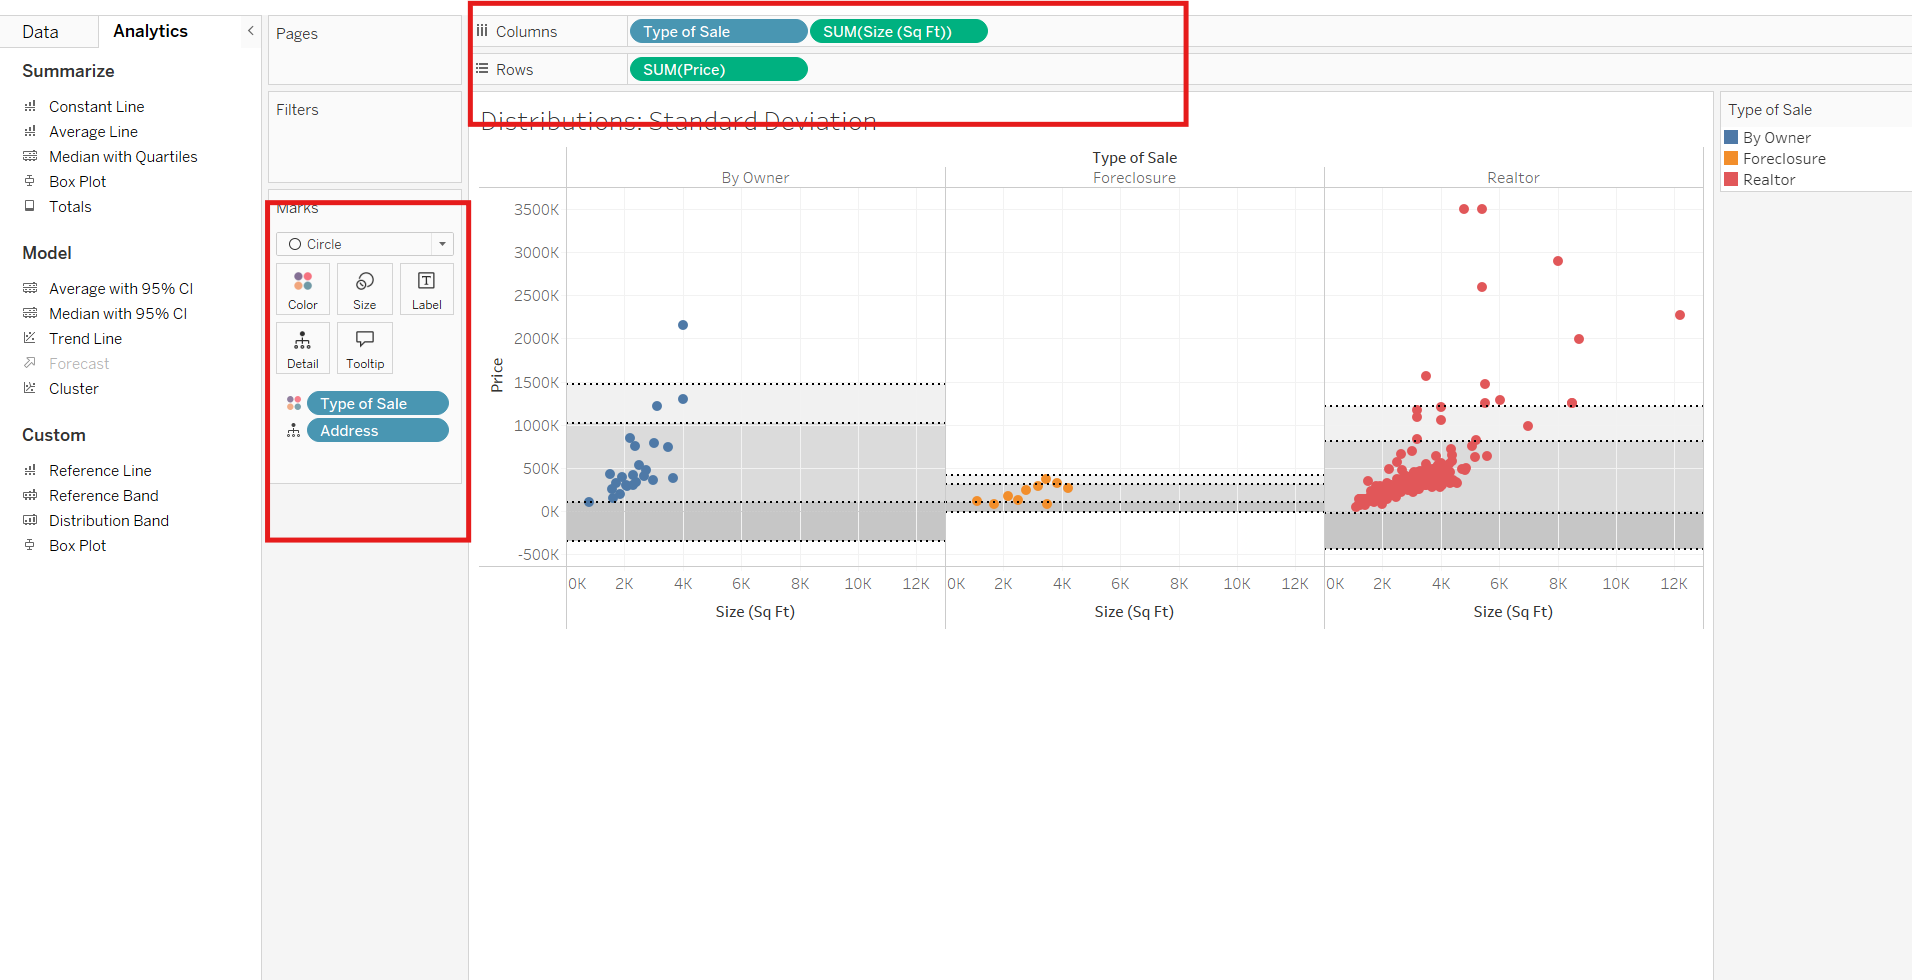 Data
Analytics
Summarize
Constant Line
Average Line
Median with Quartiles
Box Plot
Totals
Model
Average with 95% CI
Median with 95% CI
Trend Line
Forecast
Cluster
Custom
Reference Line
Reference Band
Distribution Band
Box Plot
Pages
Filters
Marks
Circle
Color Size Label
Detail Tooltip
Type of Sale
Address
Columns Type of Sale SUM(Size (Sq Ft))
Rows SUM(Price)
Distributions: Standard Deviation
Type of Sale
By Owner Foreclosure Realtor
Price
3500K
3000K
2500K
2000K
1500K
1000K
500K
0K
-500K
0K 2K 4K 6K 8K 10K 12K 0K 2K 4K 6K 8K 10K 12K 0K 2K 4K 6K 8K 10K 12K
Size (Sq Ft) Size (Sq Ft) Size (Sq Ft)
Type of Sale
By Owner
Foreclosure
Realtor